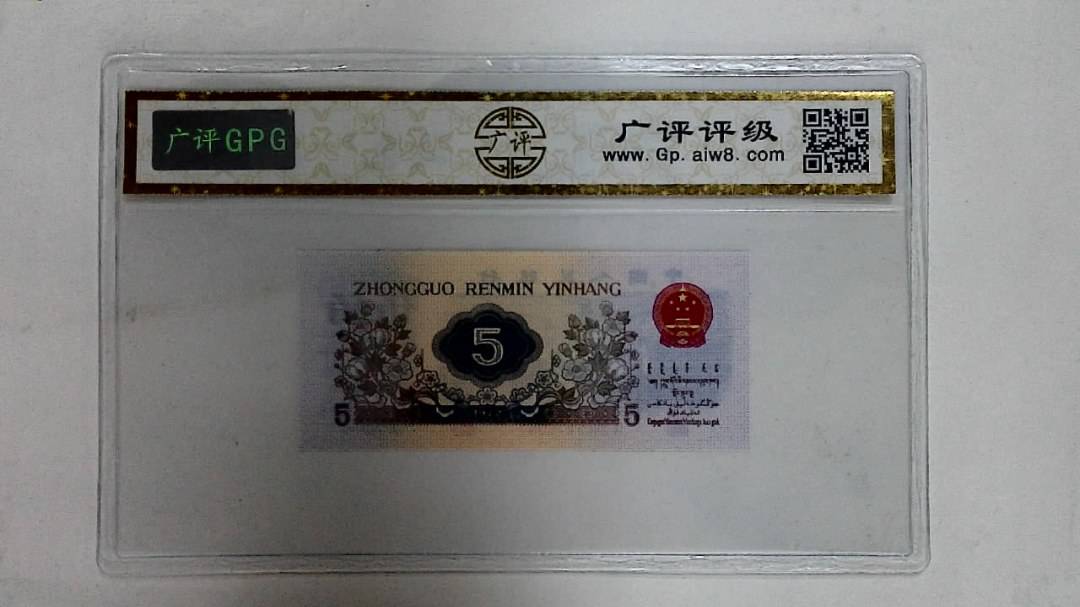 广评GPG
广评
广评评级
www. Gp. aiw8. com
ZHONGGUO RENMIN YINHANG
5
5
5